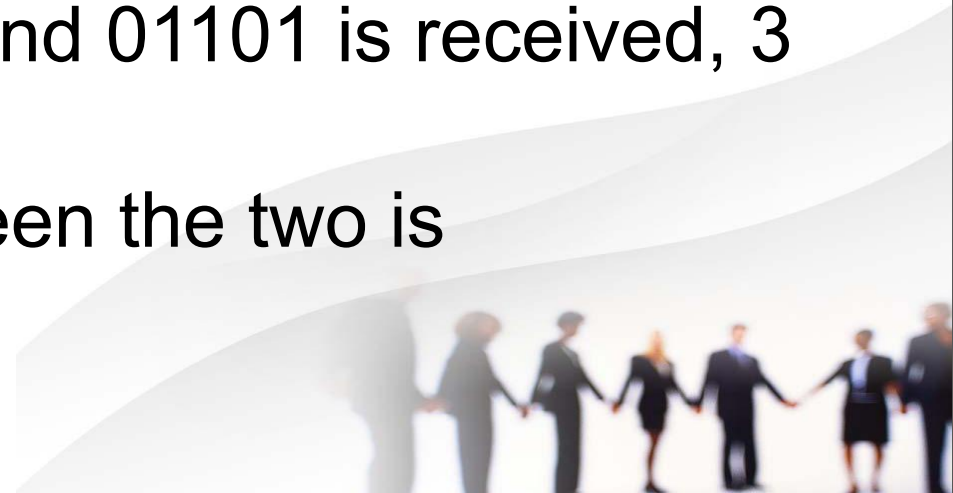 nd 01101 is received, 3
een the two is